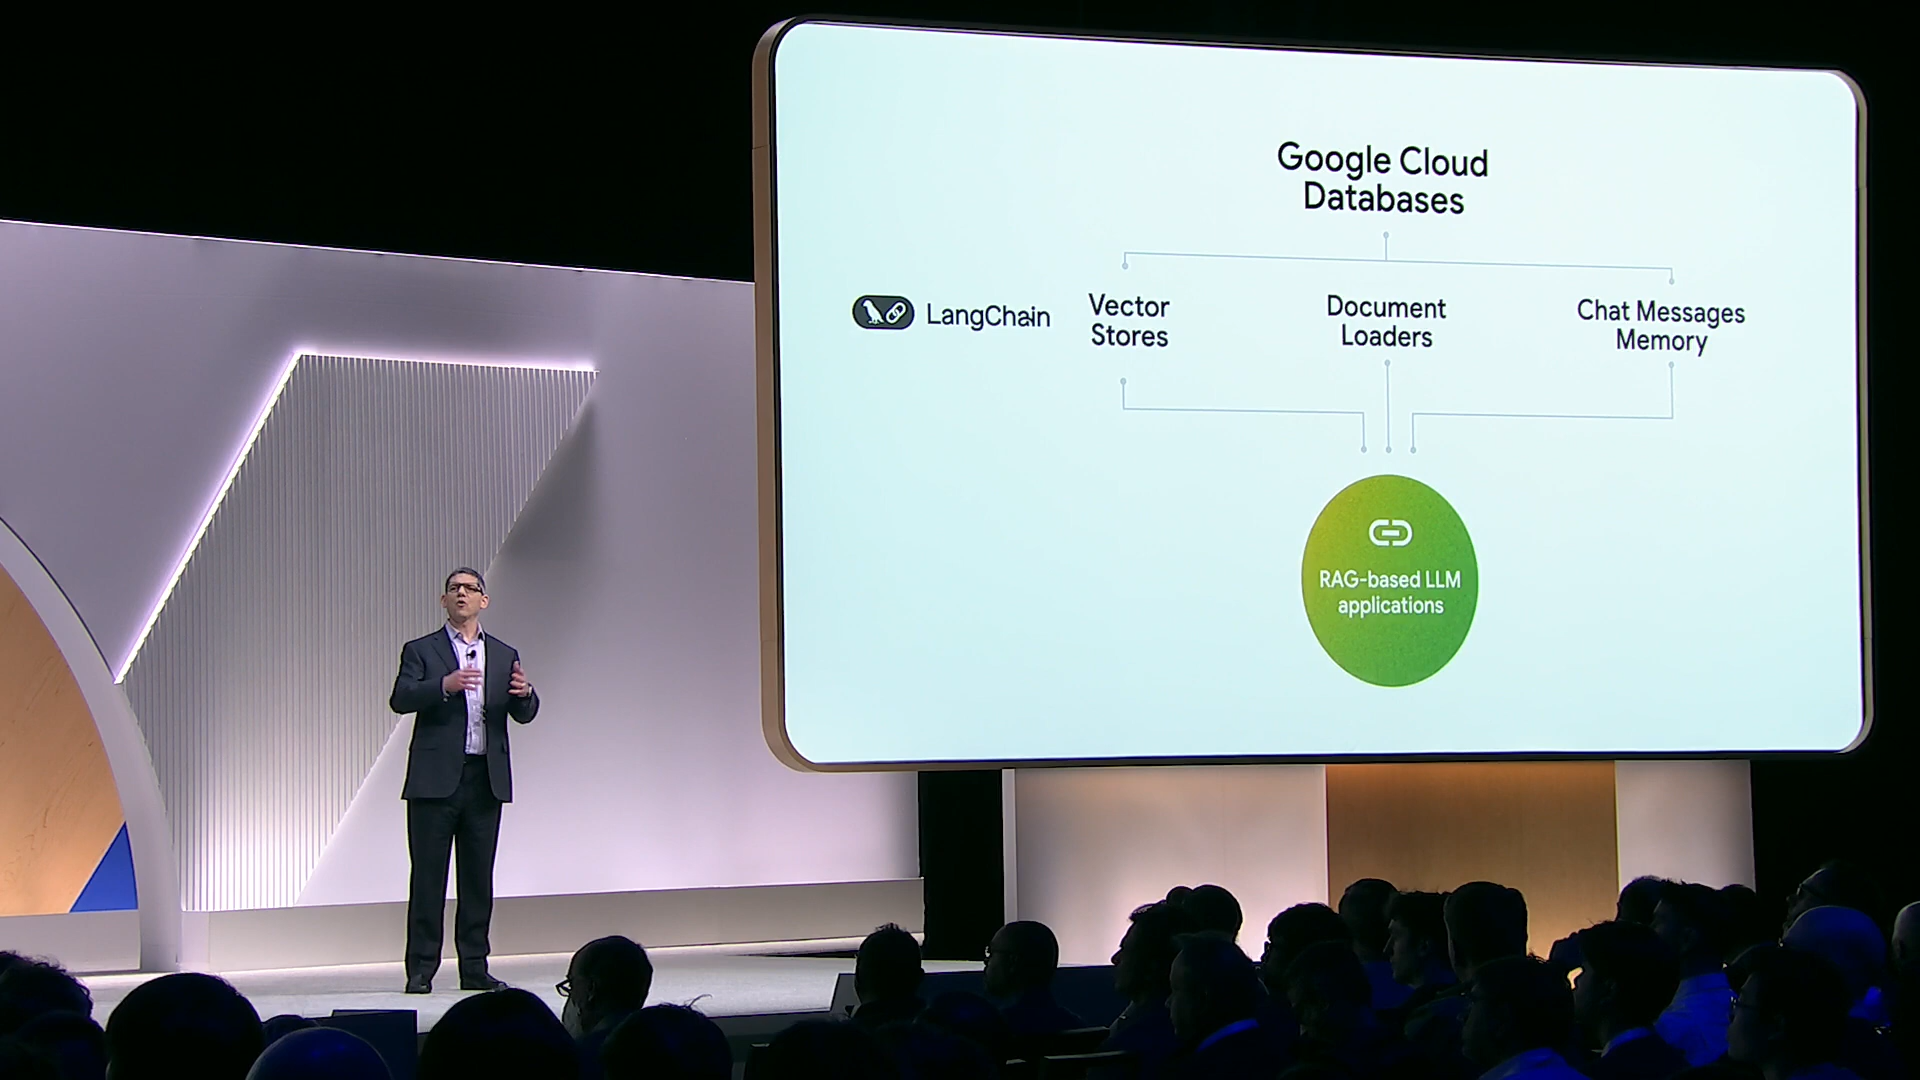 Google Cloud
Databases
LangChain
Vector
Stores
Document
Loaders
Chat Messages
Memory
RAG-based LLM
applications